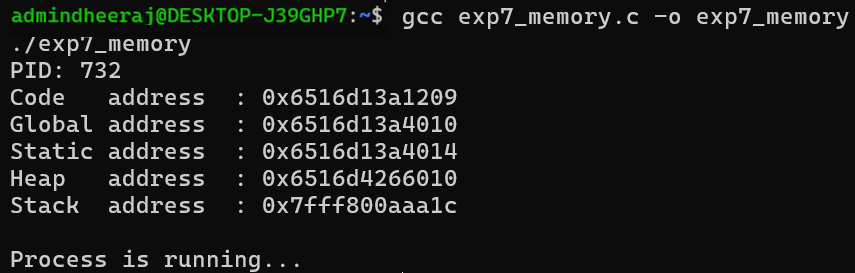 admindheeraj@DESKTOP-J39GHP7:~$ gcc exp7_memory.c -o exp7_memory
./exp7_memory
PID: 732
Code   address  : 0x6516d13a1209
Global address  : 0x6516d13a4010
Static address  : 0x6516d13a4014
Heap   address  : 0x6516d4266010
Stack  address  : 0x7fff800aaa1c
Process is running...